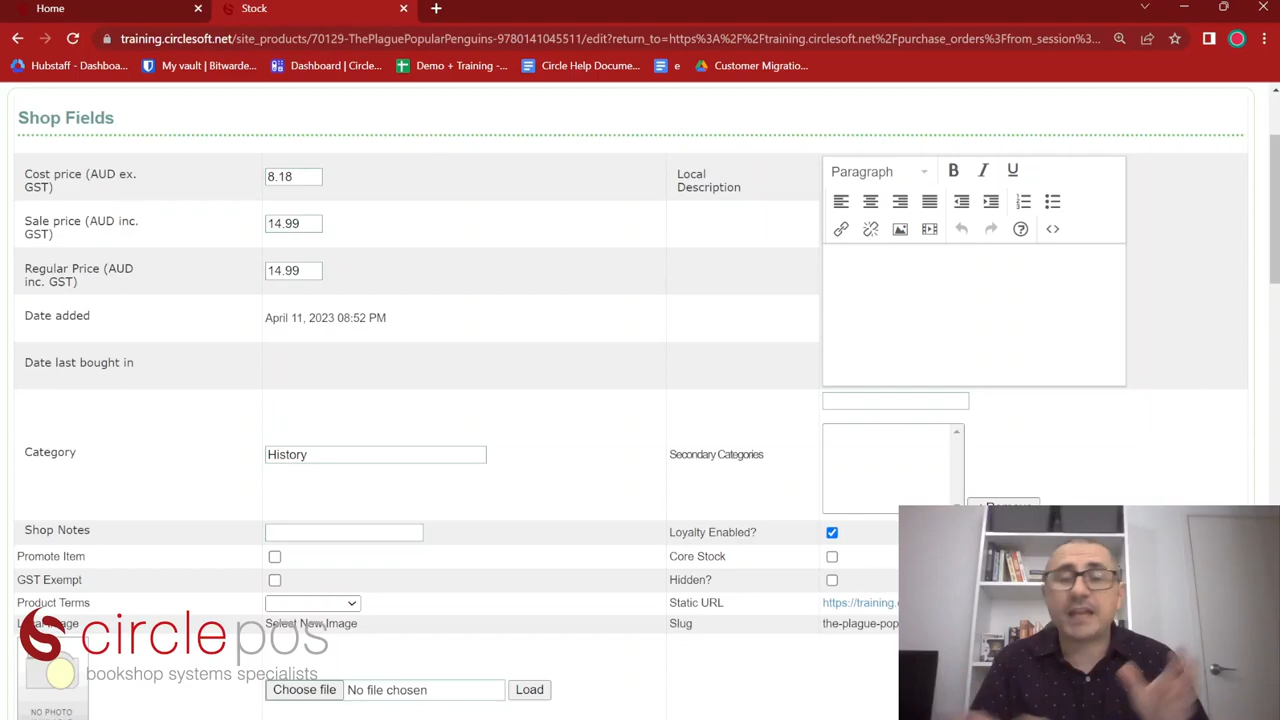 Home
Stock
training.circlesoft.net/site_products/70129-ThePlaguePopularPenguins-9780141045511/edit?return_to=https%3A%2F%2Ftraining.circlesoft.net%2Fpurchase_orders%3Ffrom_session%...
Hubstaff - Dashboa... My vault | Bitwarde... Dashboard | Circle... Demo + Training -... Circle Help Docume... e Customer Migratio...
Shop Fields
Cost price (AUD ex. GST) 8.18 Local Description Paragraph B I U
Sale price (AUD inc. GST) 14.99
Regular Price (AUD inc. GST) 14.99
Date added April 11, 2023 08:52 PM
Date last bought in
Category History Secondary Categories
Shop Notes Loyalty Enabled?
Promote Item Core Stock
GST Exempt Hidden?
Product Terms Static URL https://training.
Local Image Select New Image Slug the-plague-pop
circlepos
bookshop systems specialists
Choose file No file chosen Load
NO PHOTO